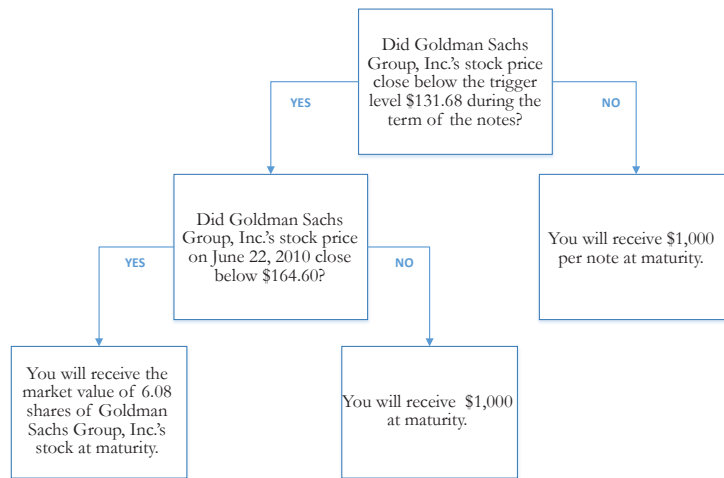 Did Goldman Sachs
Group, Inc.'s stock price
close below the trigger
level $131.68 during the
term of the notes?
YES
NO
Did Goldman Sachs
Group, Inc.'s stock price
on June 22, 2010 close
below $164.60?
You will receive $1,000
per note at maturity.
YES
NO
You will receive the
market value of 6.08
shares of Goldman
Sachs Group, Inc.'s
stock at maturity.
You will receive $1,000
at maturity.